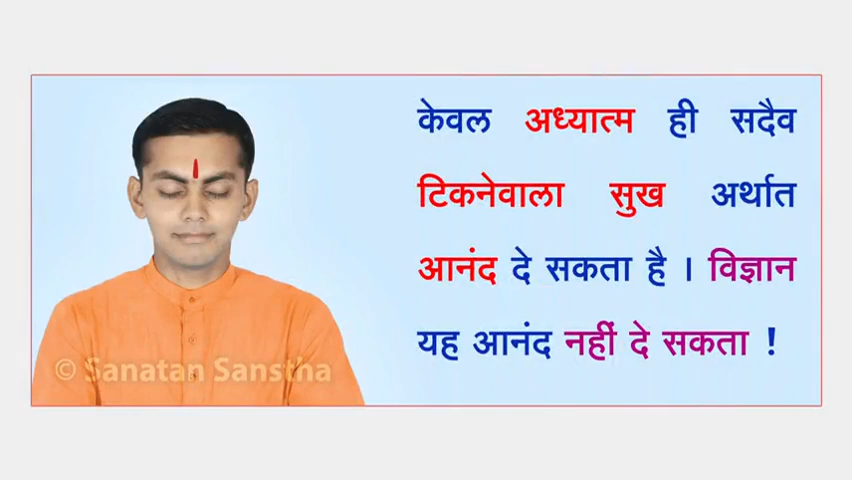 केवल अध्यात्म ही सदैव
टिकनेवाला सुख अर्थात
आनंद दे सकता है । विज्ञान
यह आनंद नहीं दे सकता !
© Sanatan Sanstha